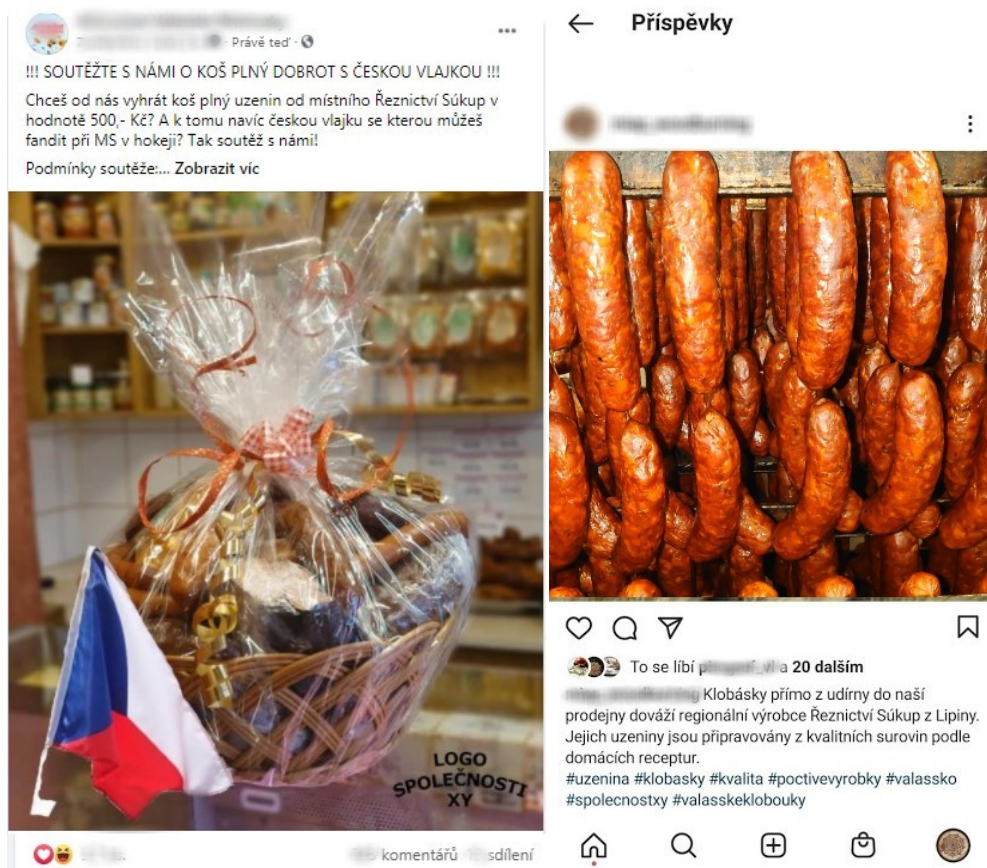 Právě teď ·
!!! SOUTĚŽTE S NÁMI O KOŠ PLNÝ DOBROT S ČESKOU VLAJKOU !!!
Chceš od nás vyhrát koš plný uzenin od místního Řeznictví Súkup v
hodnotě 500,- Kč? A k tomu navíc českou vlajku se kterou můžeš
fandit při MS v hokeji? Tak soutěž s námi!
Podmínky soutěže:... Zobrazit víc
LOGO
SPOLEČNOSTI
XY
komentářů
sdílení
Příspěvky
To se líbí
a 20 dalším
Klobásky přímo z udírny do naší
prodejny dováží regionální výrobce Řeznictví Súkup z Lipiny.
Jejich uzeniny jsou připravovány z kvalitních surovin podle
domácích receptur.
#uzenina #klobasky #kvalita #poctivevyrobky #valassko
#spolecnostxy #valasskeklobouky